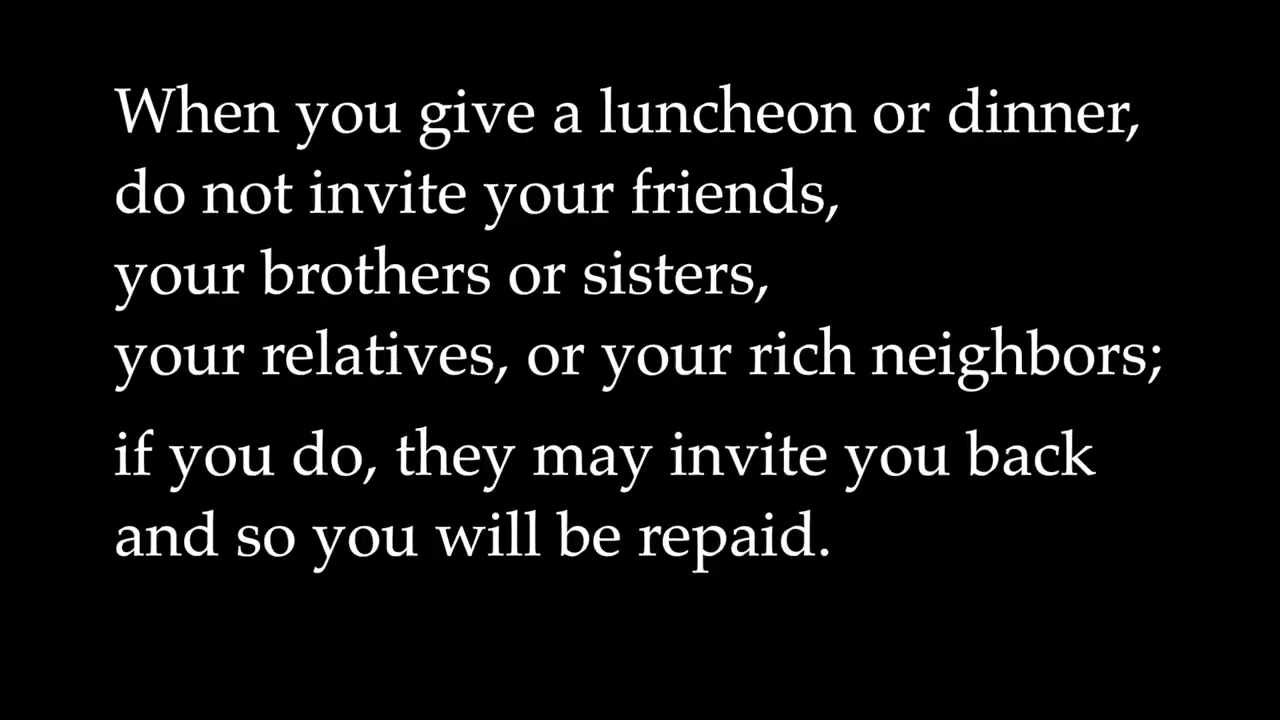 When you give a luncheon or dinner,
do not invite your friends,
your brothers or sisters,
your relatives, or your rich neighbors;
if you do, they may invite you back
and so you will be repaid.